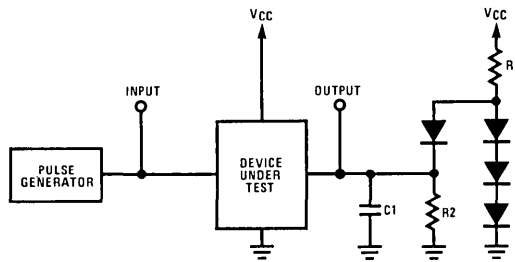 VCC
VCC
R
INPUT
OUTPUT
PULSE
GENERATOR
DEVICE
UNDER
TEST
C1
R2